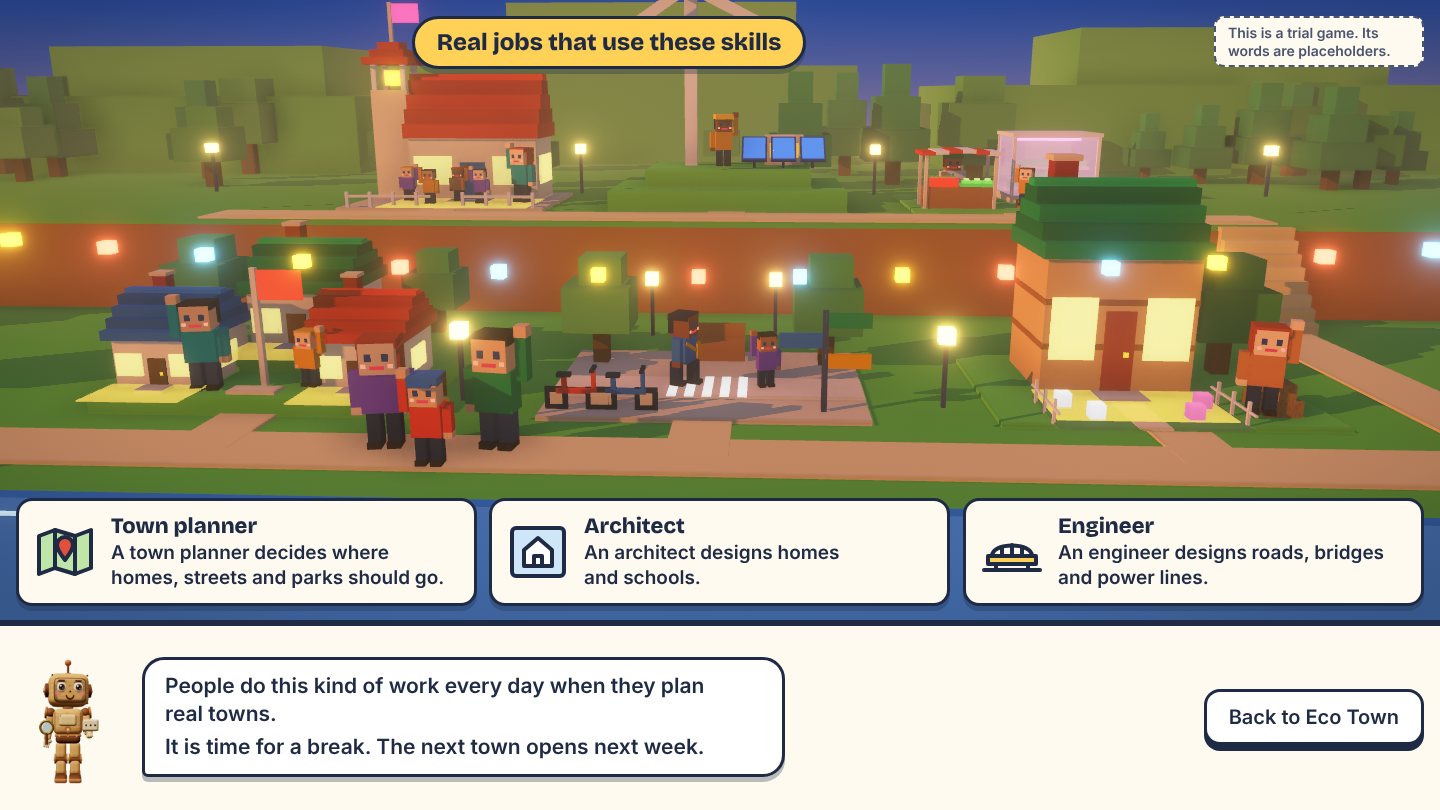 Real jobs that use these skills
This is a trial game. Its
words are placeholders.
Town planner
A town planner decides where
homes, streets and parks should go.
Architect
An architect designs homes
and schools.
Engineer
An engineer designs roads, bridges
and power lines.
People do this kind of work every day when they plan
real towns.
It is time for a break. The next town opens next week.
Back to Eco Town